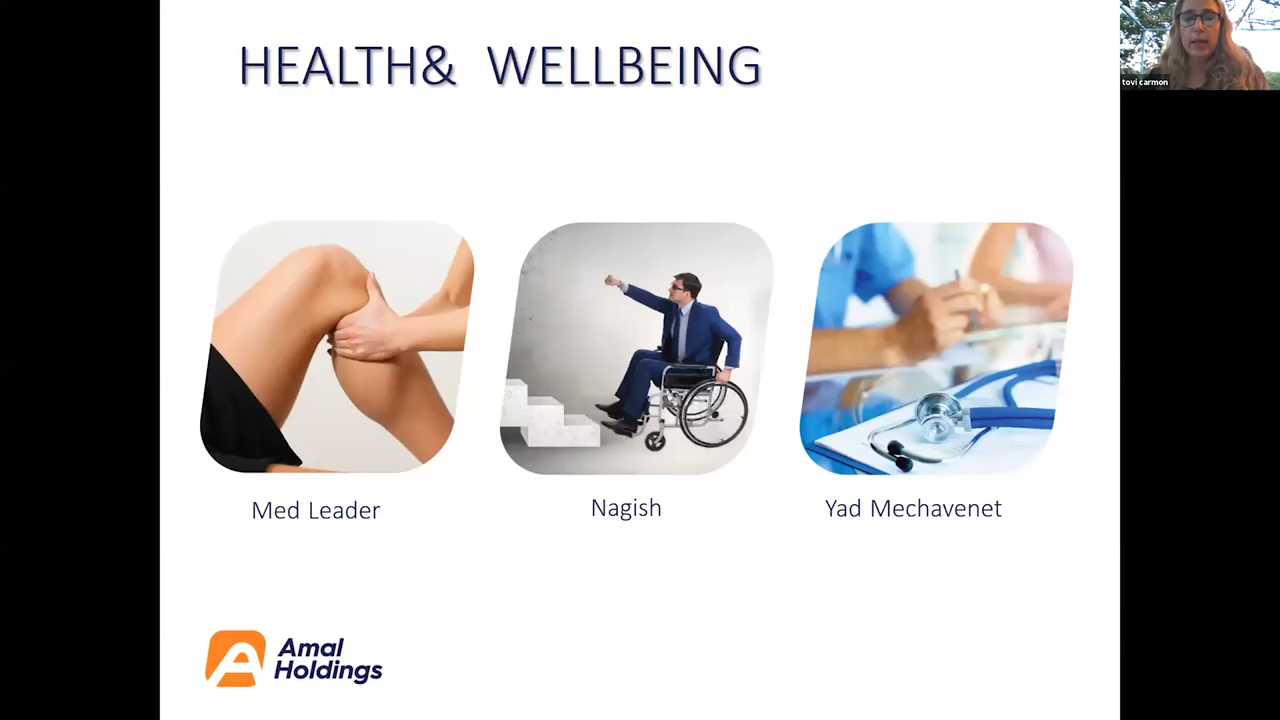 HEALTH& WELLBEING
tovi carmon
Med Leader
Nagish
Yad Mechavenet
Amal
Holdings